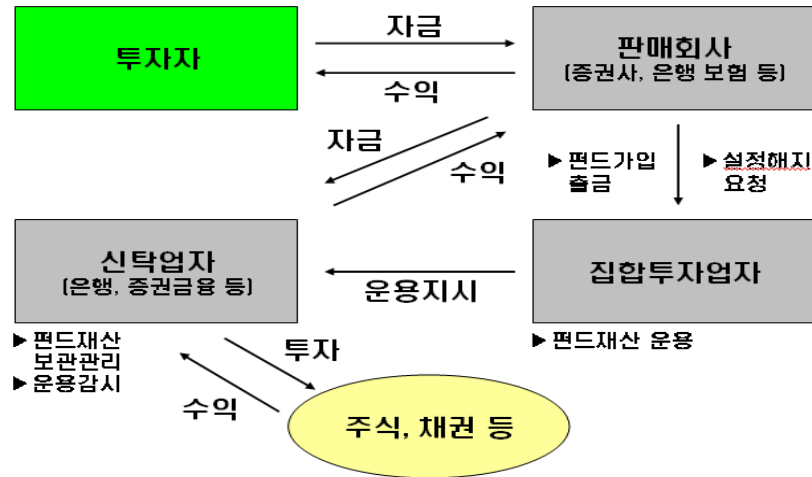 투자자
자금
수익
판매회사
(증권사, 은행 보험 등)
자금
수익
▶ 펀드가입
출금
▶ 설정해지
요청
신탁업자
(은행, 증권금융 등)
운용지시
집합투자업자
▶ 펀드재산
보관관리
▶ 운용감시
▶ 펀드재산 운용
투자
수익
주식, 채권 등